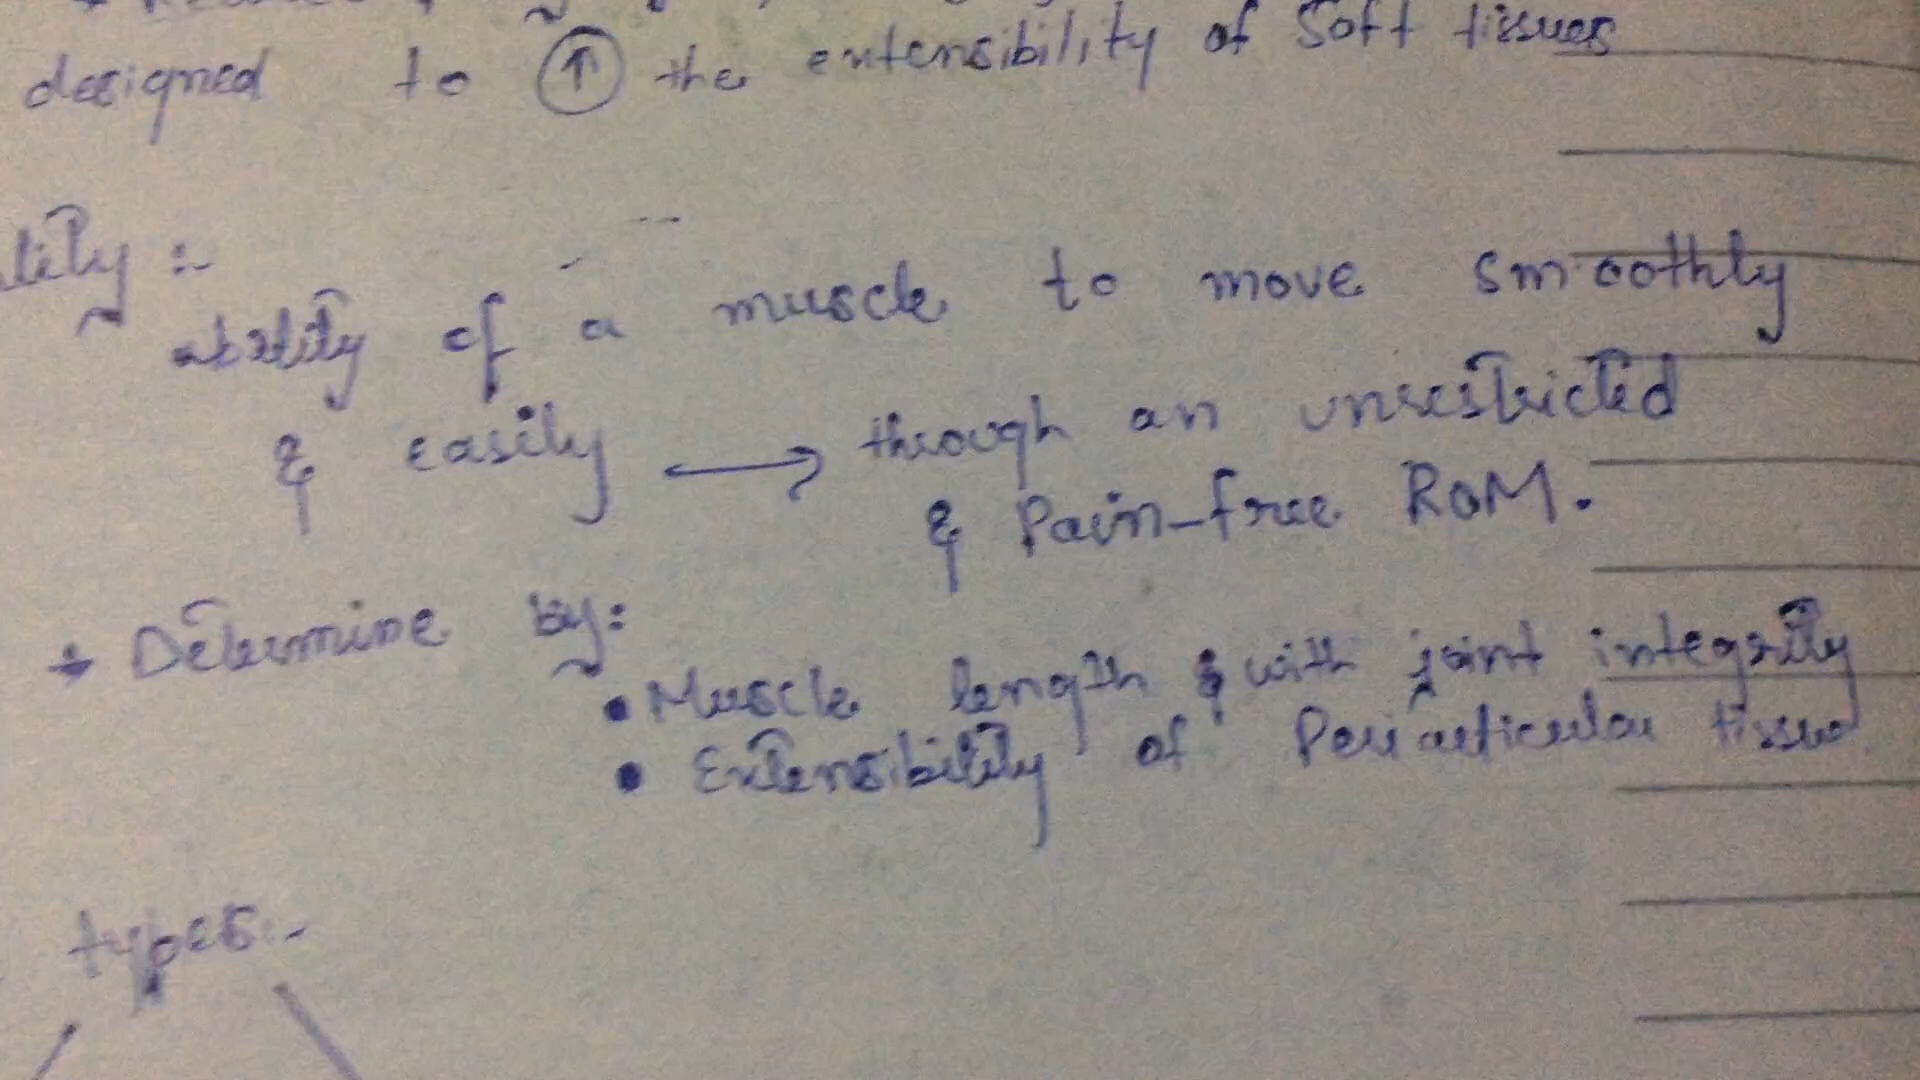 designed to ↑ the extensibility of Soft tissues
lity :-
ability of a muscle to move smoothly
& easily → through an unrestricted
& Pain-free ROM.
Determine by:
• Muscle length & with joint integrity
• Extensibility of Periarticular tissue
types:-